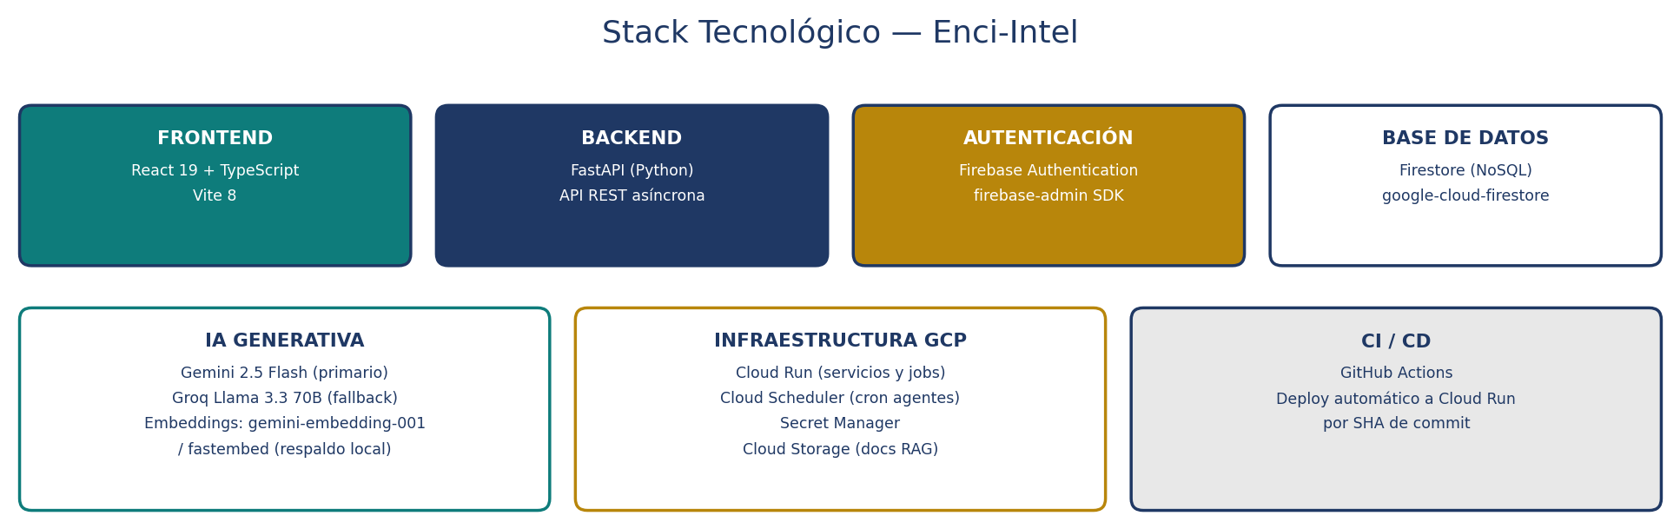 Stack Tecnológico — Enci-Intel
FRONTEND
React 19 + TypeScript
Vite 8
BACKEND
FastAPI (Python)
API REST asíncrona
AUTENTICACIÓN
Firebase Authentication
firebase-admin SDK
BASE DE DATOS
Firestore (NoSQL)
google-cloud-firestore
IA GENERATIVA
Gemini 2.5 Flash (primario)
Groq Llama 3.3 70B (fallback)
Embeddings: gemini-embedding-001
/ fastembed (respaldo local)
INFRAESTRUCTURA GCP
Cloud Run (servicios y jobs)
Cloud Scheduler (cron agentes)
Secret Manager
Cloud Storage (docs RAG)
CI / CD
GitHub Actions
Deploy automático a Cloud Run
por SHA de commit